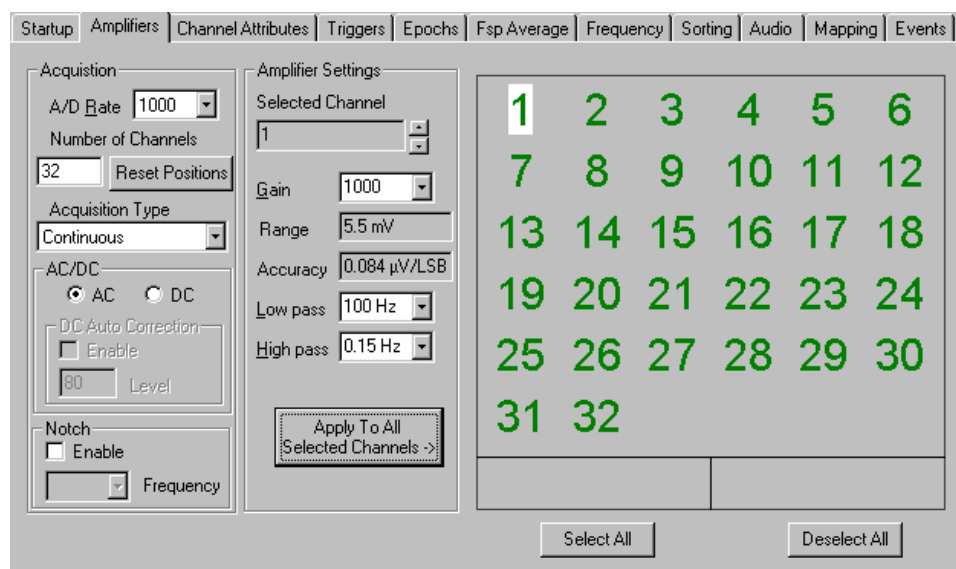 Startup Amplifiers Channel Attributes Triggers Epochs Fsp Average Frequency Sorting Audio Mapping Events
Acquistion
A/D Rate 1000
Number of Channels
32 Reset Positions
Acquisition Type
Continuous
AC/DC
AC DC
DC Auto Correction
Enable
80 Level
Notch
Enable
Frequency
Amplifier Settings
Selected Channel
1
Gain 1000
Range 5.5 mV
Accuracy 0.084 µV/LSB
Low pass 100 Hz
High pass 0.15 Hz
Apply To All
Selected Channels ->
1 2 3 4 5 6
7 8 9 10 11 12
13 14 15 16 17 18
19 20 21 22 23 24
25 26 27 28 29 30
31 32
Select All Deselect All